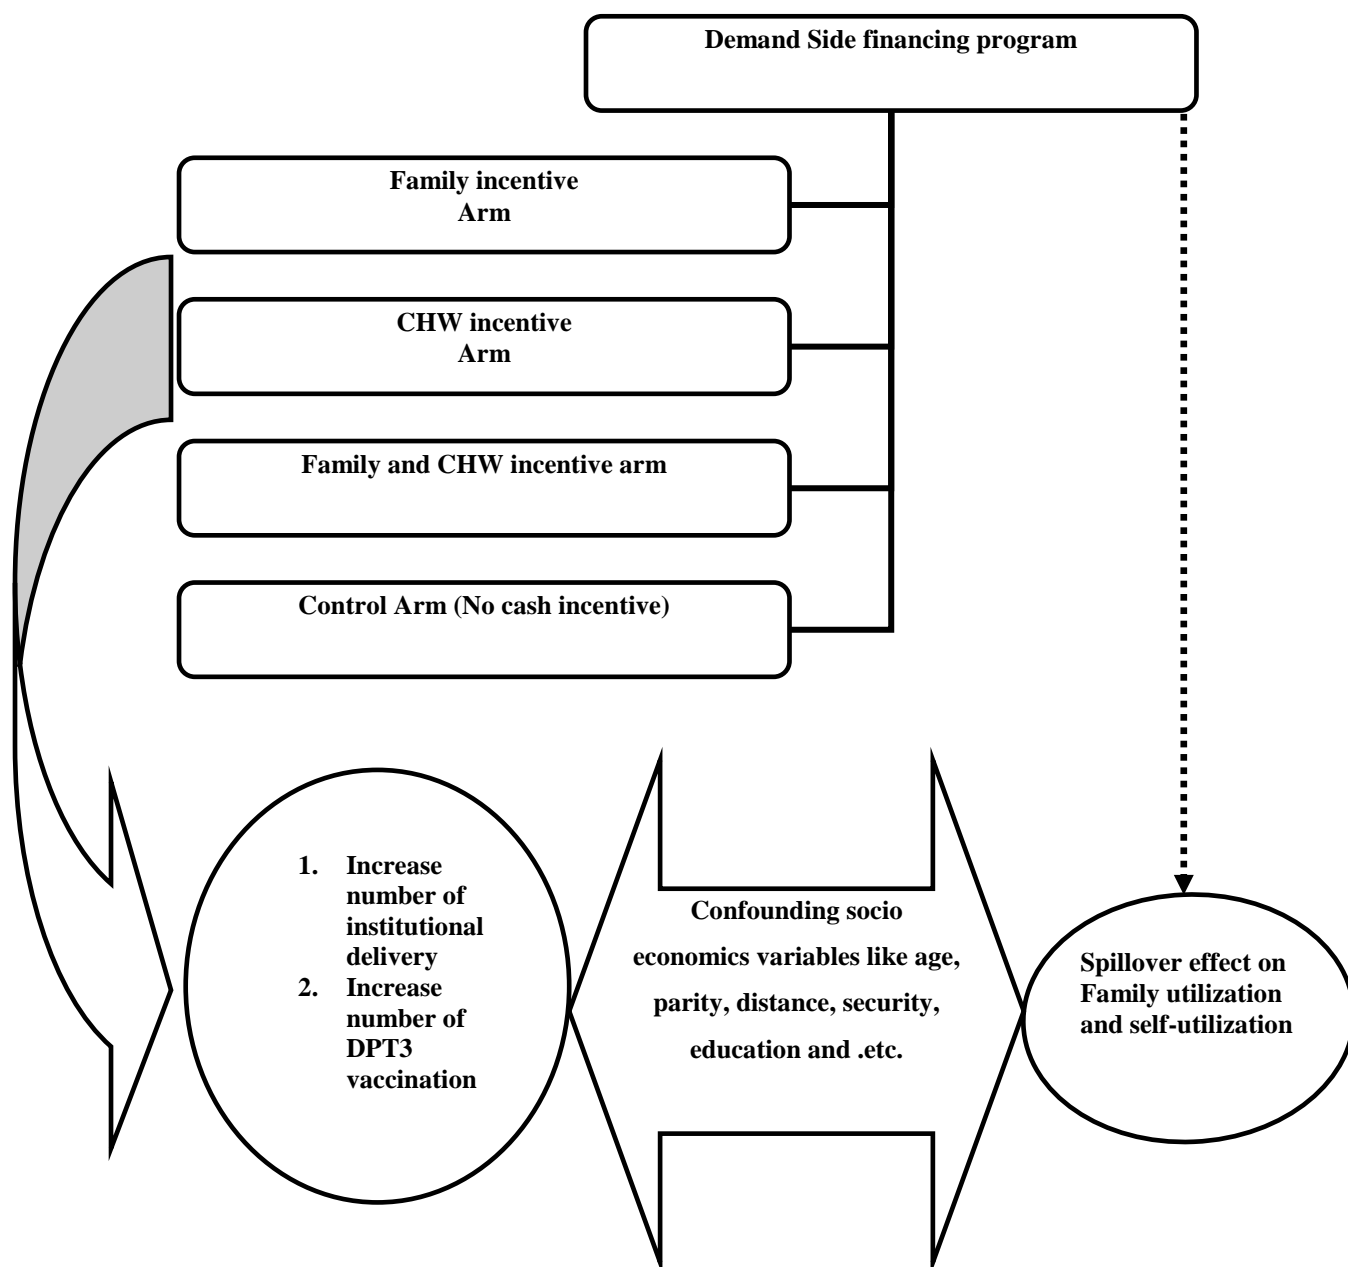 Demand Side financing program
Family incentive
Arm
CHW incentive
Arm
Family and CHW incentive arm
Control Arm (No cash incentive)
1. Increase
number of
institutional
delivery
2. Increase
number of
DPT3
vaccination
Confounding socio
economics variables like age,
parity, distance, security,
education and .etc.
Spillover effect on
Family utilization
and self-utilization